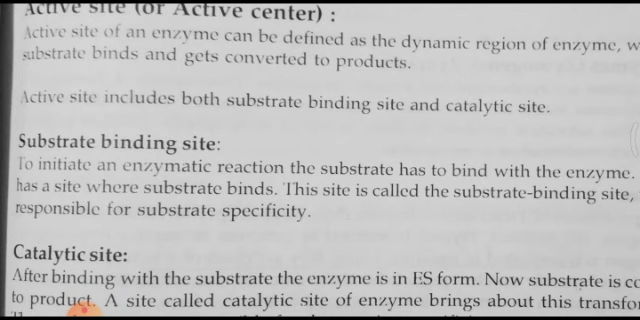 Active site (or Active center) :
Active site of an enzyme can be defined as the dynamic region of enzyme, w
substrate binds and gets converted to products.
Active site includes both substrate binding site and catalytic site.
Substrate binding site:
To initiate an enzymatic reaction the substrate has to bind with the enzyme.
has a site where substrate binds. This site is called the substrate-binding site,
responsible for substrate specificity.
Catalytic site:
After binding with the substrate the enzyme is in ES form. Now substrate is co
to product. A site called catalytic site of enzyme brings about this transfor